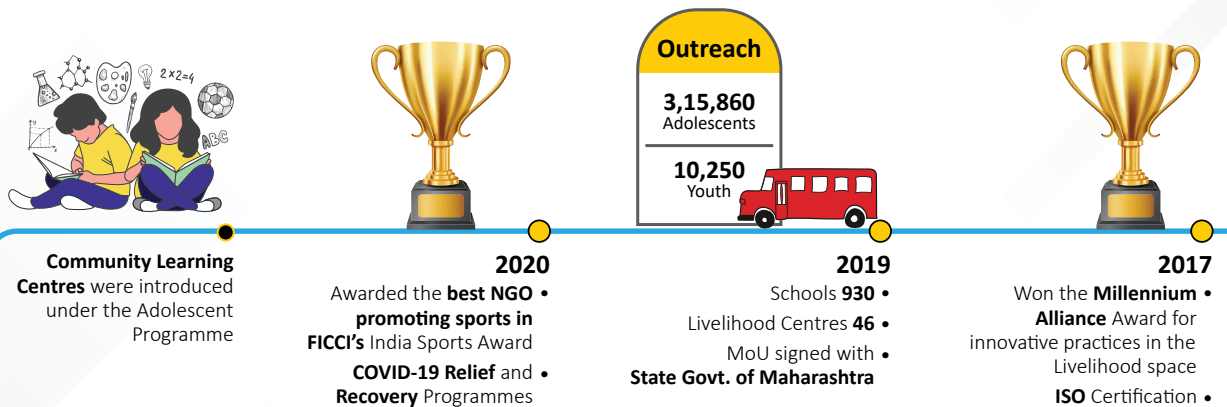 2×2=4
ABC
y
x
Outreach
3,15,860
Adolescents
10,250
Youth
Community Learning
Centres were introduced
under the Adolescent
Programme
2020
Awarded the best NGO •
promoting sports in
FICCI's India Sports Award
COVID-19 Relief and •
Recovery Programmes
2019
Schools 930 •
Livelihood Centres 46 •
MoU signed with •
State Govt. of Maharashtra
2017
Won the Millennium •
Alliance Award for
innovative practices in the
Livelihood space
ISO Certification •